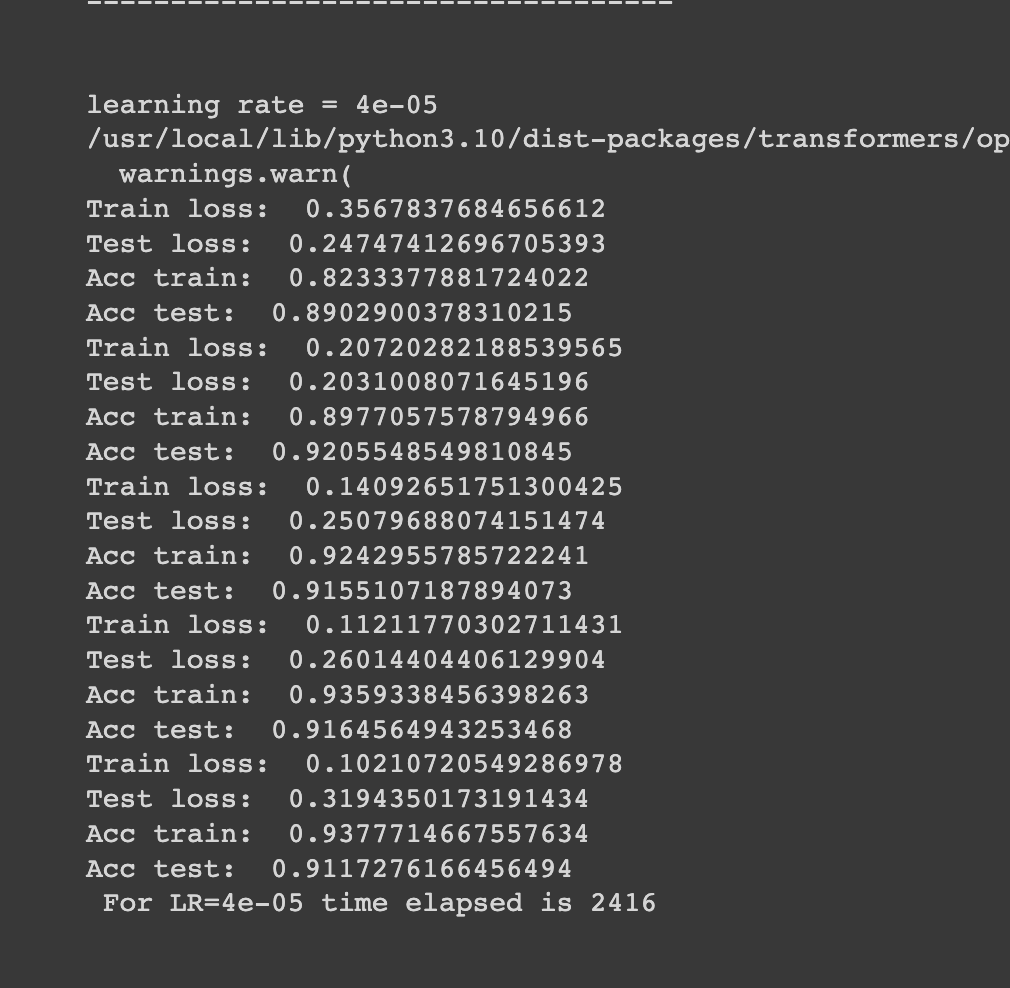 ---------------------------------
learning rate = 4e-05
/usr/local/lib/python3.10/dist-packages/transformers/op
warnings.warn(
Train loss:  0.3567837684656612
Test loss:  0.24747412696705393
Acc train:  0.8233377881724022
Acc test:  0.8902900378310215
Train loss:  0.20720282188539565
Test loss:  0.2031008071645196
Acc train:  0.8977057578794966
Acc test:  0.9205548549810845
Train loss:  0.14092651751300425
Test loss:  0.25079688074151474
Acc train:  0.9242955785722241
Acc test:  0.9155107187894073
Train loss:  0.11211770302711431
Test loss:  0.26014404406129904
Acc train:  0.9359338456398263
Acc test:  0.9164564943253468
Train loss:  0.10210720549286978
Test loss:  0.3194350173191434
Acc train:  0.9377714667557634
Acc test:  0.9117276166456494
For LR=4e-05 time elapsed is 2416